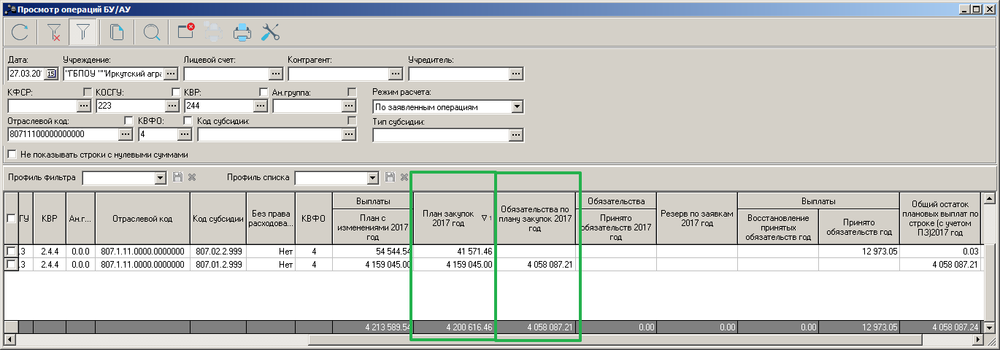 Просмотр операций БУ/АУ
Дата: Учреждение: Лицевой счет: Контрагент: Учредитель:
27.03.20 15 "ГБПОУ ""Иркутский агра
КФСР: КОСГУ: КВР: Ан.группа: Режим расчета:
223 244 По заявленным операциям
Отраслевой код: КВФО: Код субсидии: Тип субсидии:
80711100000000000 4
Не показывать строки с нулевыми суммами
Профиль фильтра Профиль списка
ГУ КВР Ан.г... Отраслевой код Код субсидии Без права расходова... КВФО Выплаты План с изменениями 2017 год План закупок 2017 год 1 Обязательства по плану закупок 2017 год Обязательства Принято обязательств 2017 год Резерв по заявкам 2017 год Выплаты Восстановление принятых обязательств год Принято обязательств год Общий остаток плановых выплат по строке (с учетом ПЗ)2017 год
.3 2.4.4 0.0.0 807.1.11.0000.0000000 807.02.2.999 Нет 4 54 544.54 41 571.46 12 973.05 0.03
.3 2.4.4 0.0.0 807.1.11.0000.0000000 807.01.2.999 Нет 4 4 159 045.00 4 159 045.00 4 058 087.21 4 058 087.21
4 213 589.54 4 200 616.46 4 058 087.21 0.00 0.00 0.00 12 973.05 4 058 087.24